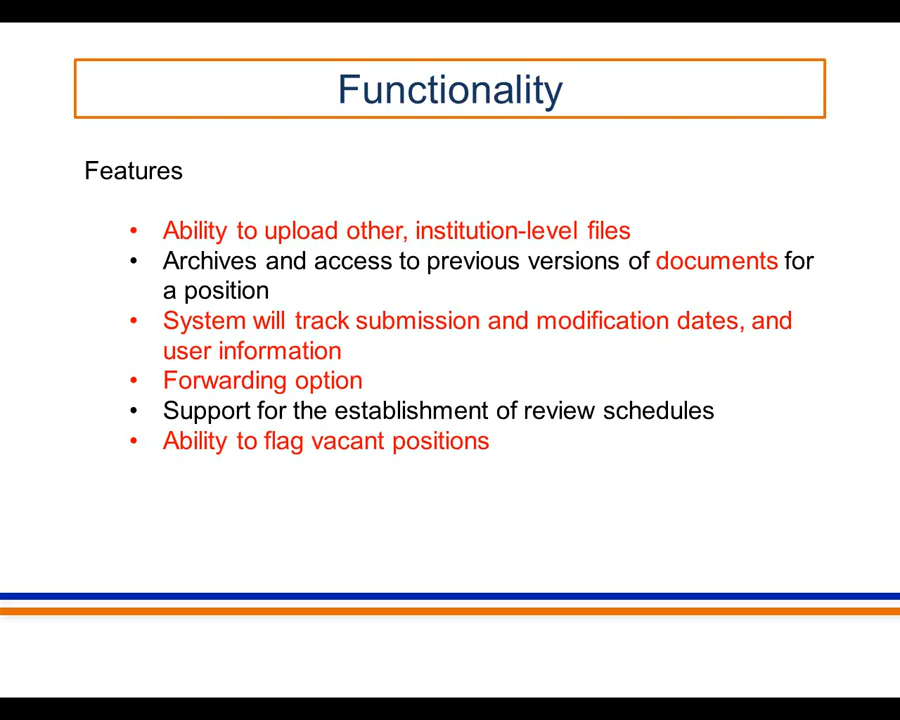 Functionality
Features
• Ability to upload other, institution-level files
• Archives and access to previous versions of documents for
a position
• System will track submission and modification dates, and
user information
• Forwarding option
• Support for the establishment of review schedules
• Ability to flag vacant positions